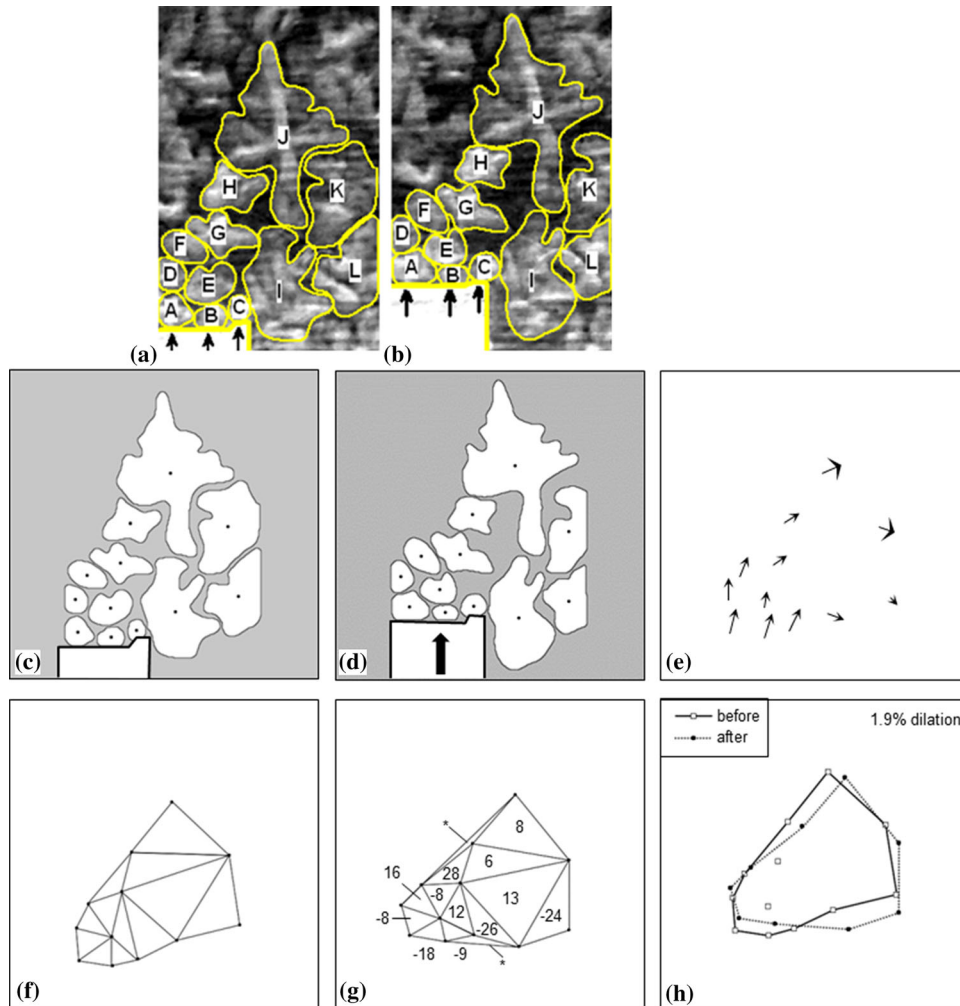 J
J
H
K
H
K
G
F
G
F
D
E
I
L
D
E
A
B
C
I
L
A
B
C
(a)
(b)
(c)
(d)
(e)
before
after
1.9% dilation
*
8
6
16
28
-8
13
-8
12
-24
-26
-18
-9
*
(f)
(g)
(h)